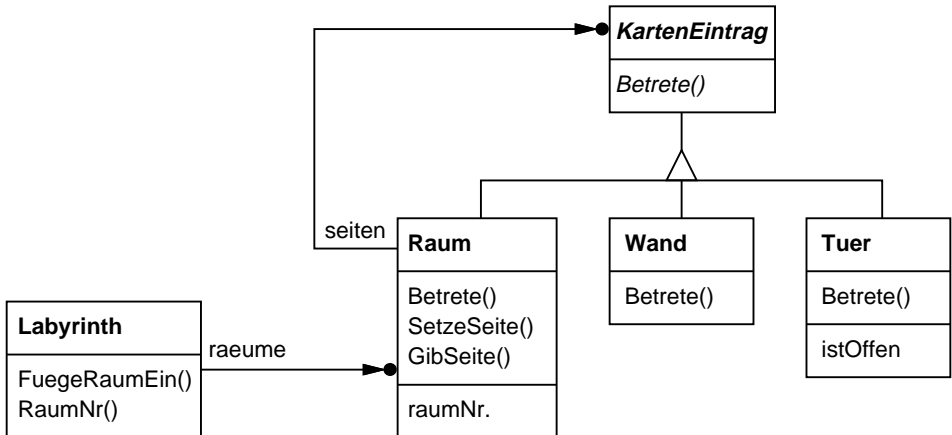 KartenEintrag
Betrete()
seiten
Raum
Betrete()
SetzeSeite()
GibSeite()
raumNr.
Wand
Betrete()
Tuer
Betrete()
istOffen
Labyrinth
FuegeRaumEin()
RaumNr()
raeume